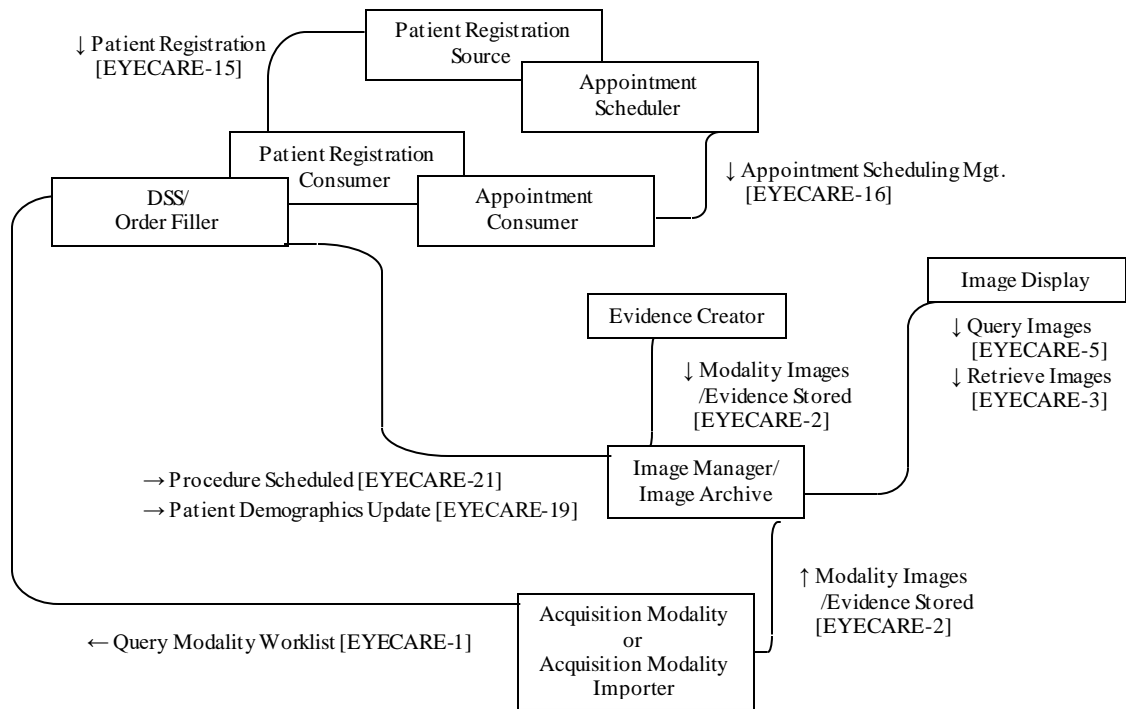 Patient Registration
Source
↓ Patient Registration
[EYECARE-15]
Appointment
Scheduler
Patient Registration
Consumer
↓ Appointment Scheduling Mgt.
[EYECARE-16]
DSS/
Order Filler
Appointment
Consumer
Image Display
Evidence Creator
↓ Query Images
[EYECARE-5]
↓ Retrieve Images
[EYECARE-3]
↓ Modality Images
/Evidence Stored
[EYECARE-2]
Image Manager/
Image Archive
→ Procedure Scheduled [EYECARE-21]
→ Patient Demographics Update [EYECARE-19]
↑ Modality Images
/Evidence Stored
[EYECARE-2]
Acquisition Modality
or
Acquisition Modality
Importer
← Query Modality Worklist [EYECARE-1]